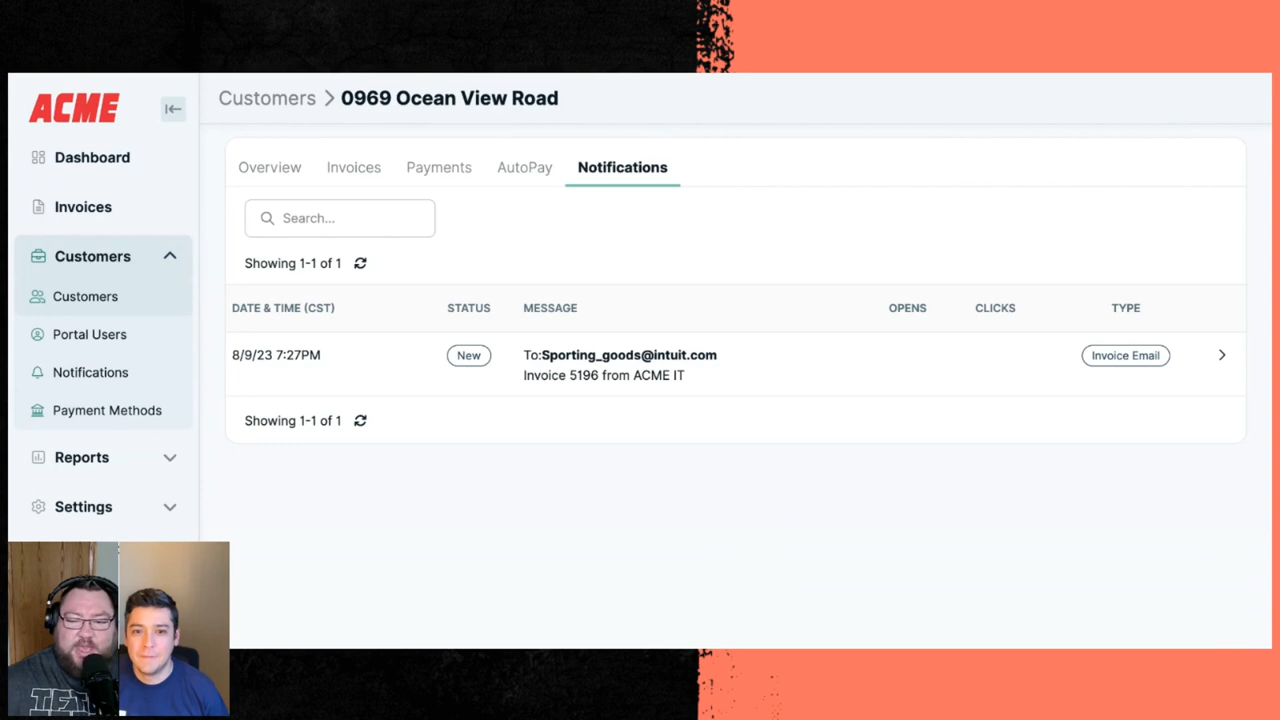 ACME
Customers > 0969 Ocean View Road
Dashboard
Invoices
Customers
Customers
Portal Users
Notifications
Payment Methods
Reports
Settings
Overview Invoices Payments AutoPay Notifications
Search...
Showing 1-1 of 1
DATE & TIME (CST) STATUS MESSAGE OPENS CLICKS TYPE
8/9/23 7:27PM New To:Sporting_goods@intuit.com Invoice Email
Invoice 5196 from ACME IT
Showing 1-1 of 1